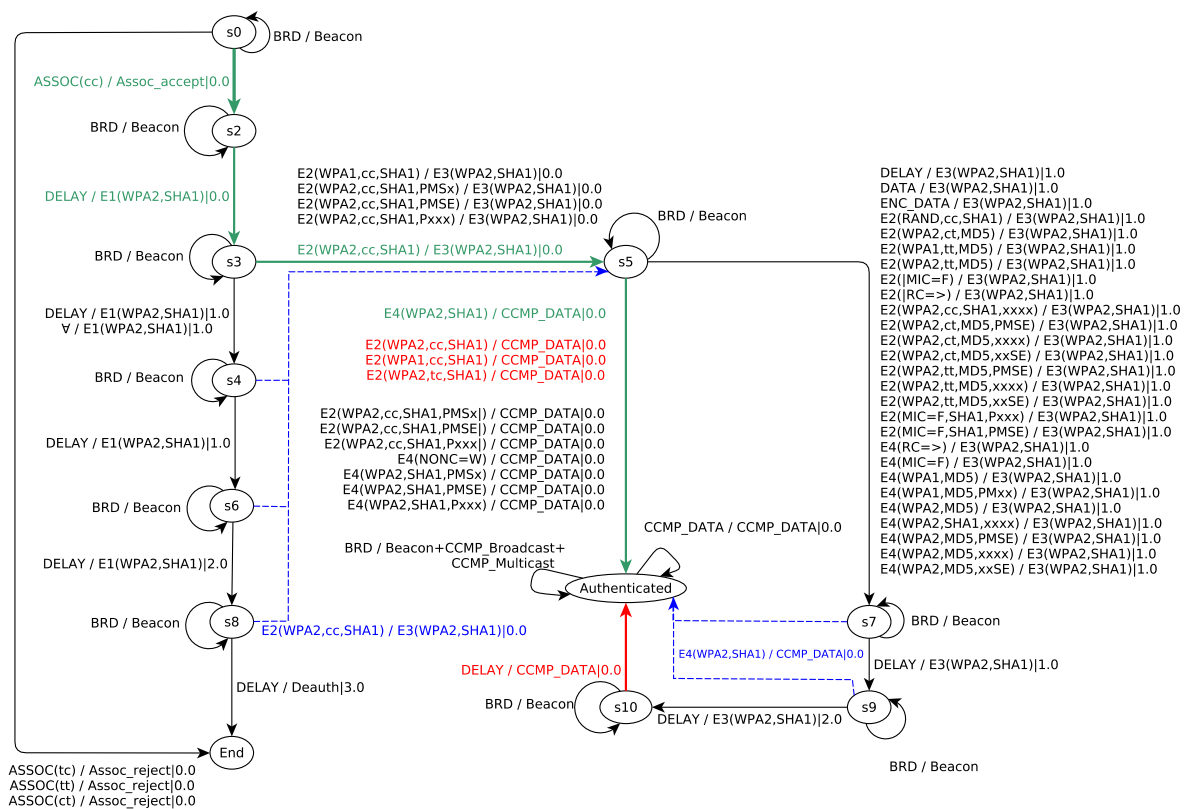 s0
BRD / Beacon
ASSOC(cc) / Assoc_accept|0.0
BRD / Beacon
s2
DELAY / E1(WPA2,SHA1)|0.0
E2(WPA1,cc,SHA1) / E3(WPA2,SHA1)|0.0
E2(WPA2,cc,SHA1,PMSx) / E3(WPA2,SHA1)|0.0
E2(WPA2,cc,SHA1,PMSE) / E3(WPA2,SHA1)|0.0
E2(WPA2,cc,SHA1,Pxxx) / E3(WPA2,SHA1)|0.0
E2(WPA2,cc,SHA1) / E3(WPA2,SHA1)|0.0
BRD / Beacon
s3
BRD / Beacon
s5
DELAY / E1(WPA2,SHA1)|1.0
∀ / E1(WPA2,SHA1)|1.0
BRD / Beacon
s4
DELAY / E1(WPA2,SHA1)|1.0
BRD / Beacon
s6
DELAY / E1(WPA2,SHA1)|2.0
BRD / Beacon
s8
E2(WPA2,cc,SHA1) / E3(WPA2,SHA1)|0.0
DELAY / Deauth|3.0
End
ASSOC(tc) / Assoc_reject|0.0
ASSOC(tt) / Assoc_reject|0.0
ASSOC(ct) / Assoc_reject|0.0
E4(WPA2,SHA1) / CCMP_DATA|0.0
E2(WPA2,cc,SHA1) / CCMP_DATA|0.0
E2(WPA1,cc,SHA1) / CCMP_DATA|0.0
E2(WPA2,tc,SHA1) / CCMP_DATA|0.0
E2(WPA2,cc,SHA1,PMSx|) / CCMP_DATA|0.0
E2(WPA2,cc,SHA1,PMSE|) / CCMP_DATA|0.0
E2(WPA2,cc,SHA1,Pxxx|) / CCMP_DATA|0.0
E4(NONC=W) / CCMP_DATA|0.0
E4(WPA2,SHA1,PMSx) / CCMP_DATA|0.0
E4(WPA2,SHA1,PMSE) / CCMP_DATA|0.0
E4(WPA2,SHA1,Pxxx) / CCMP_DATA|0.0
CCMP_DATA / CCMP_DATA|0.0
BRD / Beacon+CCMP_Broadcast+
CCMP_Multicast
Authenticated
DELAY / E3(WPA2,SHA1)|1.0
DATA / E3(WPA2,SHA1)|1.0
ENC_DATA / E3(WPA2,SHA1)|1.0
E2(RAND,cc,SHA1) / E3(WPA2,SHA1)|1.0
E2(WPA2,ct,MD5) / E3(WPA2,SHA1)|1.0
E2(WPA1,tt,MD5) / E3(WPA2,SHA1)|1.0
E2(WPA2,tt,MD5) / E3(WPA2,SHA1)|1.0
E2(|MIC=F) / E3(WPA2,SHA1)|1.0
E2(|RC=>) / E3(WPA2,SHA1)|1.0
E2(WPA2,cc,SHA1,xxxx) / E3(WPA2,SHA1)|1.0
E2(WPA2,ct,MD5,PMSE) / E3(WPA2,SHA1)|1.0
E2(WPA2,ct,MD5,xxxx) / E3(WPA2,SHA1)|1.0
E2(WPA2,ct,MD5,xxSE) / E3(WPA2,SHA1)|1.0
E2(WPA2,tt,MD5,PMSE) / E3(WPA2,SHA1)|1.0
E2(WPA2,tt,MD5,xxxx) / E3(WPA2,SHA1)|1.0
E2(WPA2,tt,MD5,xxSE) / E3(WPA2,SHA1)|1.0
E2(MIC=F,SHA1,Pxxx) / E3(WPA2,SHA1)|1.0
E2(MIC=F,SHA1,PMSE) / E3(WPA2,SHA1)|1.0
E4(RC=>) / E3(WPA2,SHA1)|1.0
E4(MIC=F) / E3(WPA2,SHA1)|1.0
E4(WPA1,MD5) / E3(WPA2,SHA1)|1.0
E4(WPA1,MD5,PMxx) / E3(WPA2,SHA1)|1.0
E4(WPA2,MD5) / E3(WPA2,SHA1)|1.0
E4(WPA2,SHA1,xxxx) / E3(WPA2,SHA1)|1.0
E4(WPA2,MD5,PMSE) / E3(WPA2,SHA1)|1.0
E4(WPA2,MD5,xxxx) / E3(WPA2,SHA1)|1.0
E4(WPA2,MD5,xxSE) / E3(WPA2,SHA1)|1.0
s7
BRD / Beacon
E4(WPA2,SHA1) / CCMP_DATA|0.0
DELAY / E3(WPA2,SHA1)|1.0
DELAY / CCMP_DATA|0.0
BRD / Beacon
s10
s9
DELAY / E3(WPA2,SHA1)|2.0
BRD / Beacon